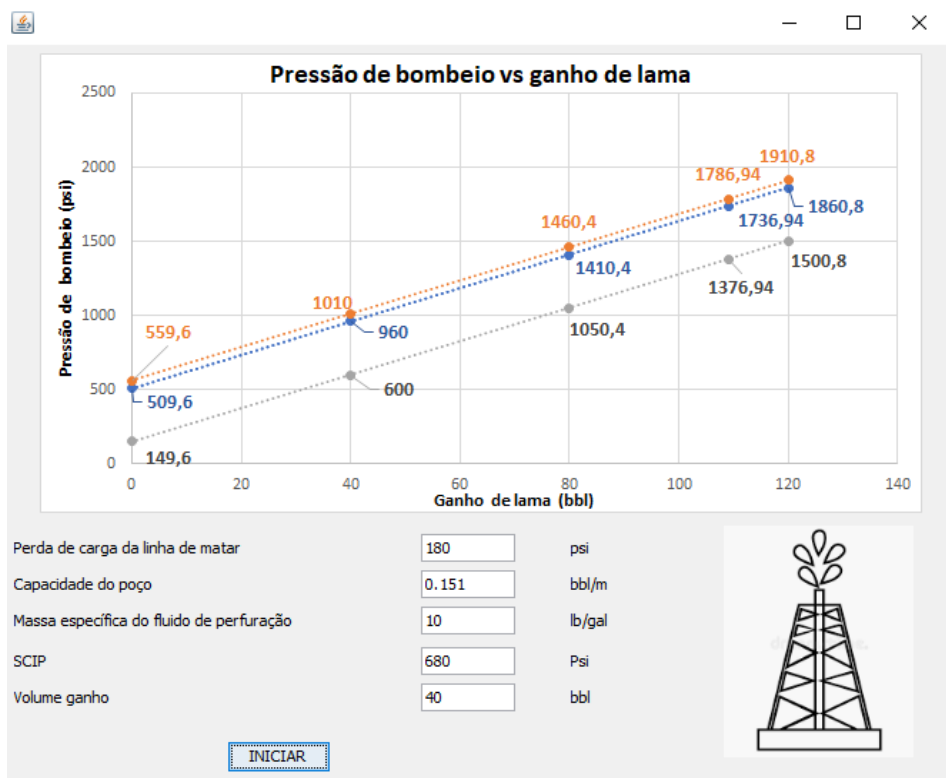 Pressão de bombeio vs ganho de lama
Pressão de bombeio (psi)
2500
2000
1500
1000
500
0
559,6
1010
1460,4
1786,94
1910,8
509,6
960
1410,4
1736,94
1860,8
149,6
600
1050,4
1376,94
1500,8
0 20 40 60 80 100 120 140
Ganho de lama (bbl)
Perda de carga da linha de matar 180 psi
Capacidade do poço 0.151 bbl/m
Massa específica do fluido de perfuração 10 lb/gal
SCIP 680 Psi
Volume ganho 40 bbl
INICIAR